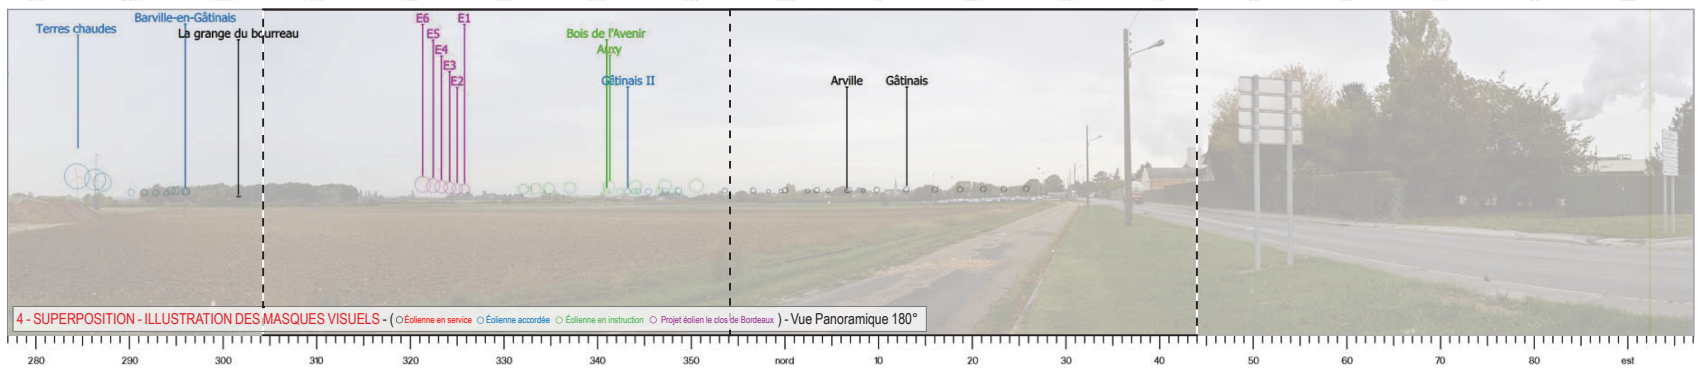 Barville-en-Gâtinais
Terres chaudes
La grange du bourreau
E6
E1
E5
E4
E3
E2
Bois de l'Avenir
Auxy
Gâtinais II
Arville
Gâtinais
4 - SUPERPOSITION - ILLUSTRATION DES MASQUES VISUELS - ( Éolienne en service Éolienne accordée Éolienne en instruction Projet éolien le clos de Bordeaux ) - Vue Panoramique 180°
280 290 300 310 320 330 340 350 nord 10 20 30 40 50 60 70 80 est